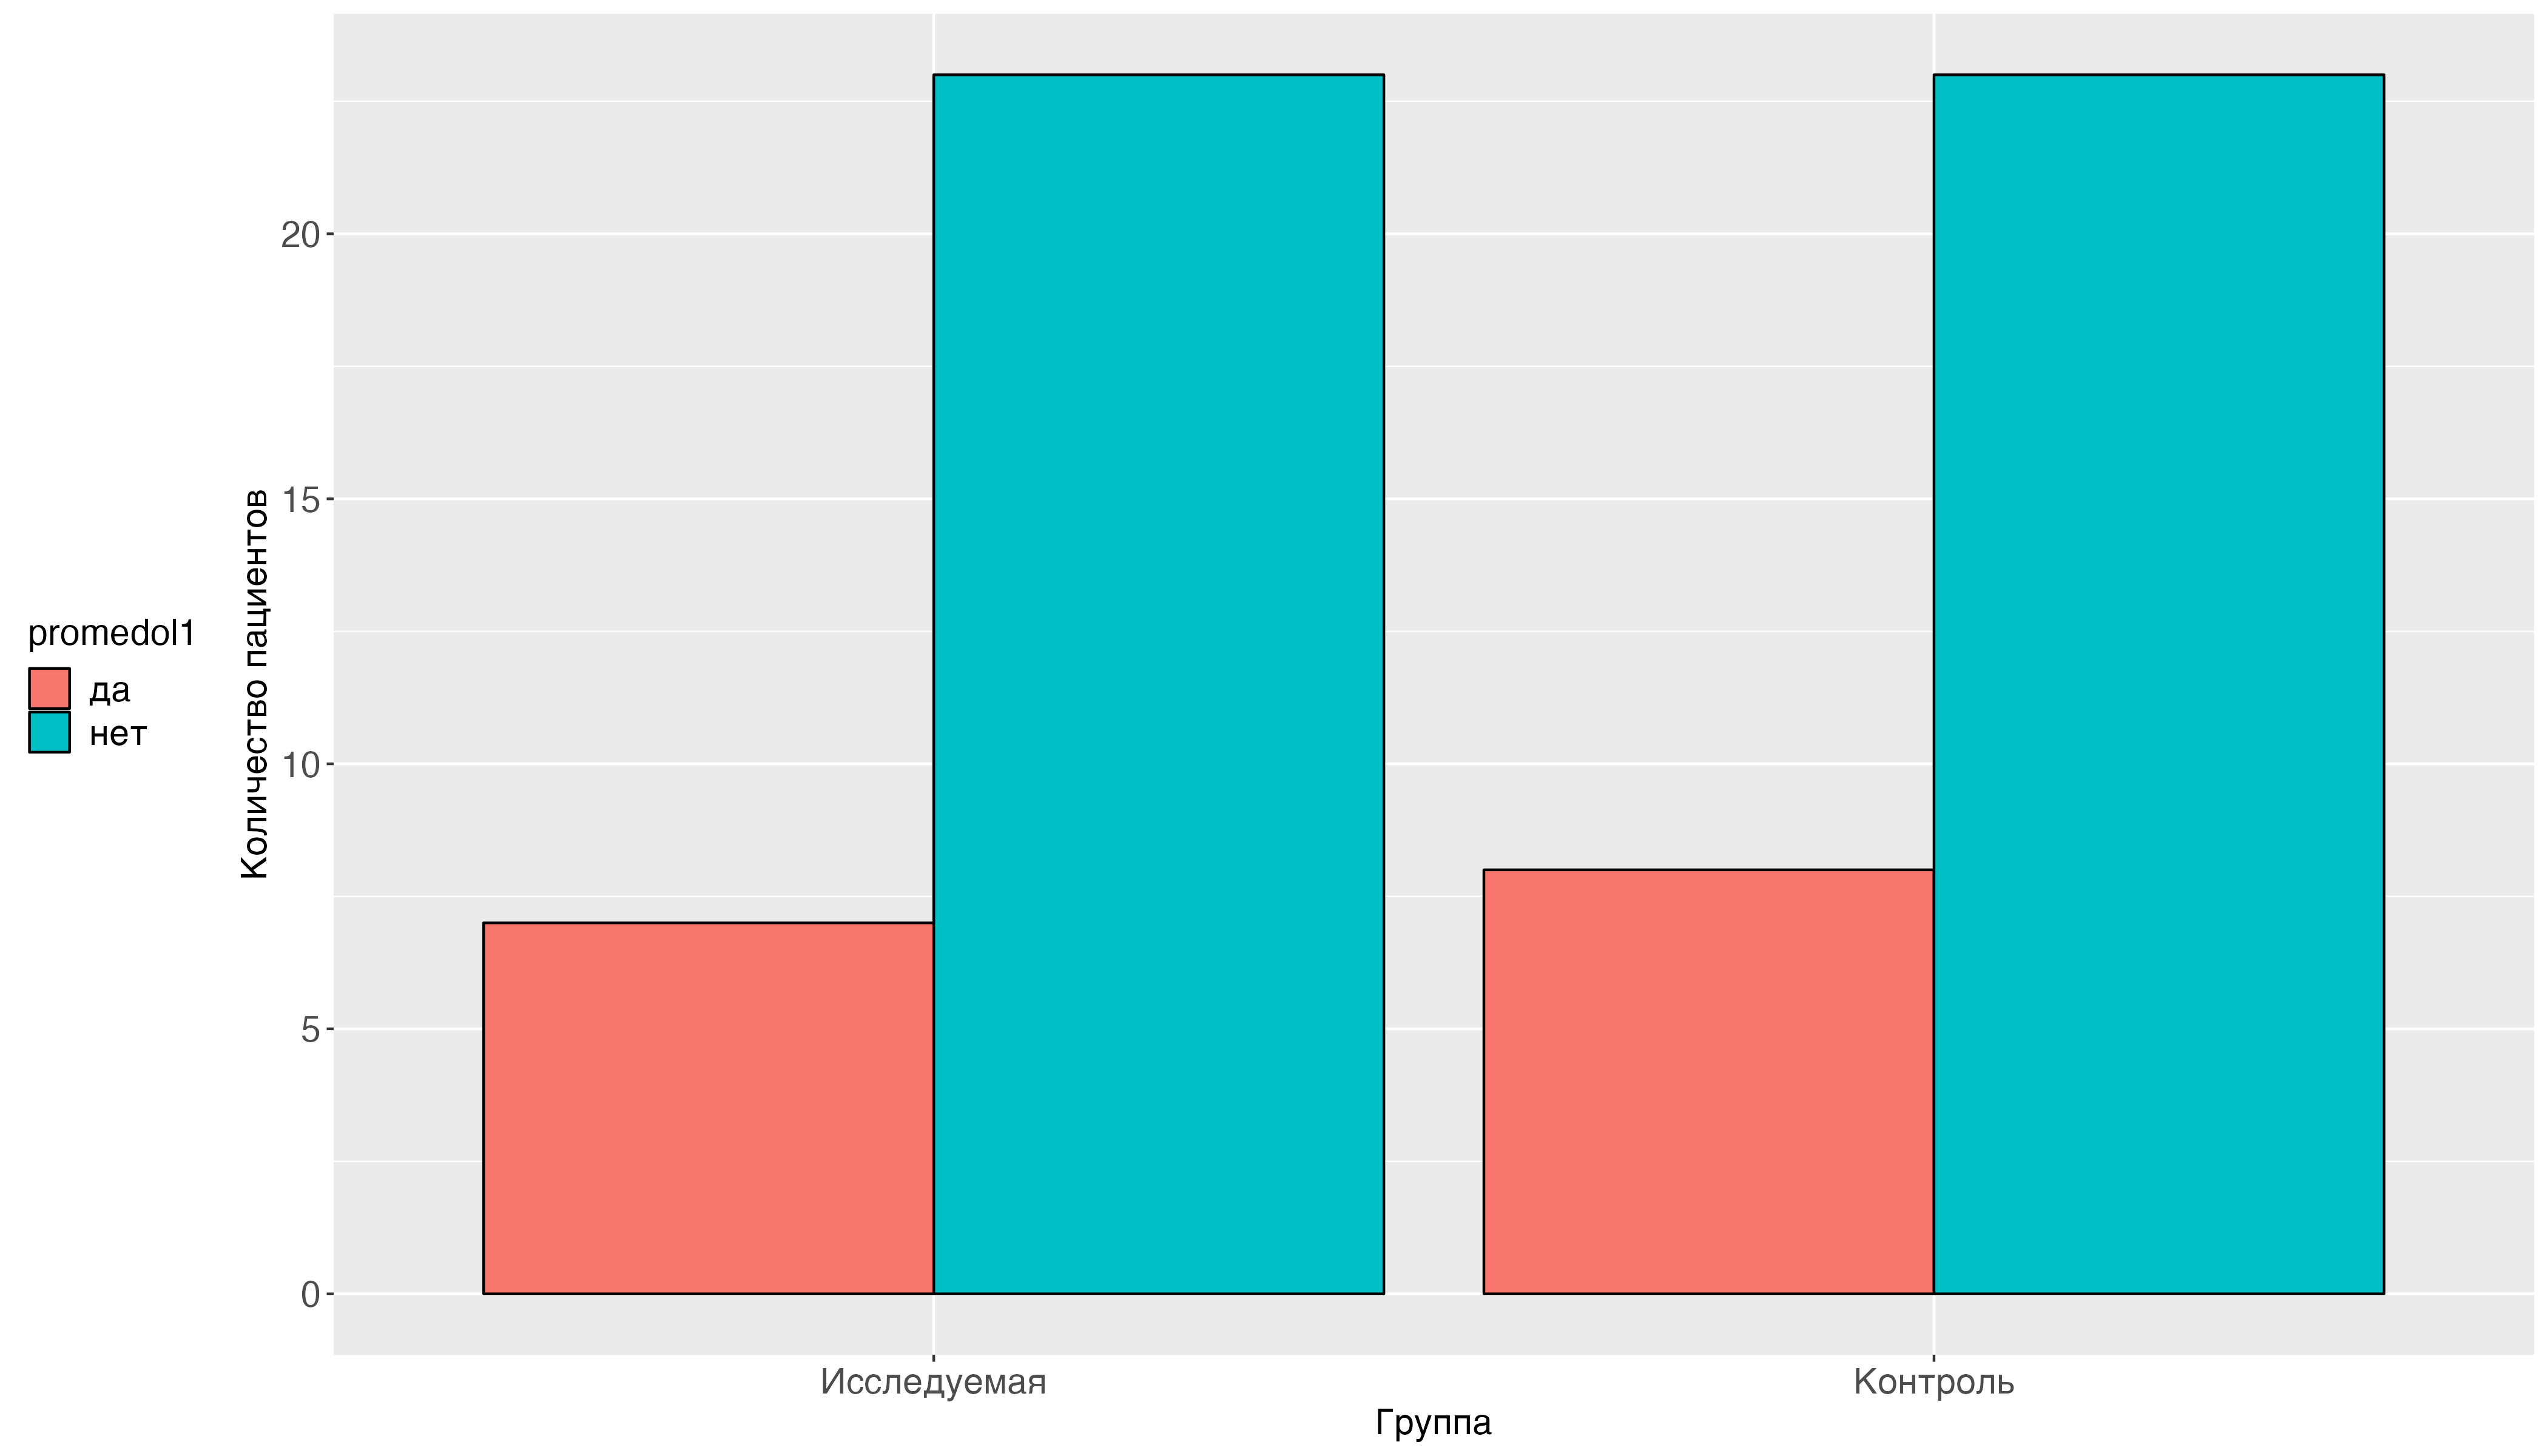 promedol1
да
нет
Количество пациентов
20
15
10
5
0
Исследуемая
Контроль
Группа